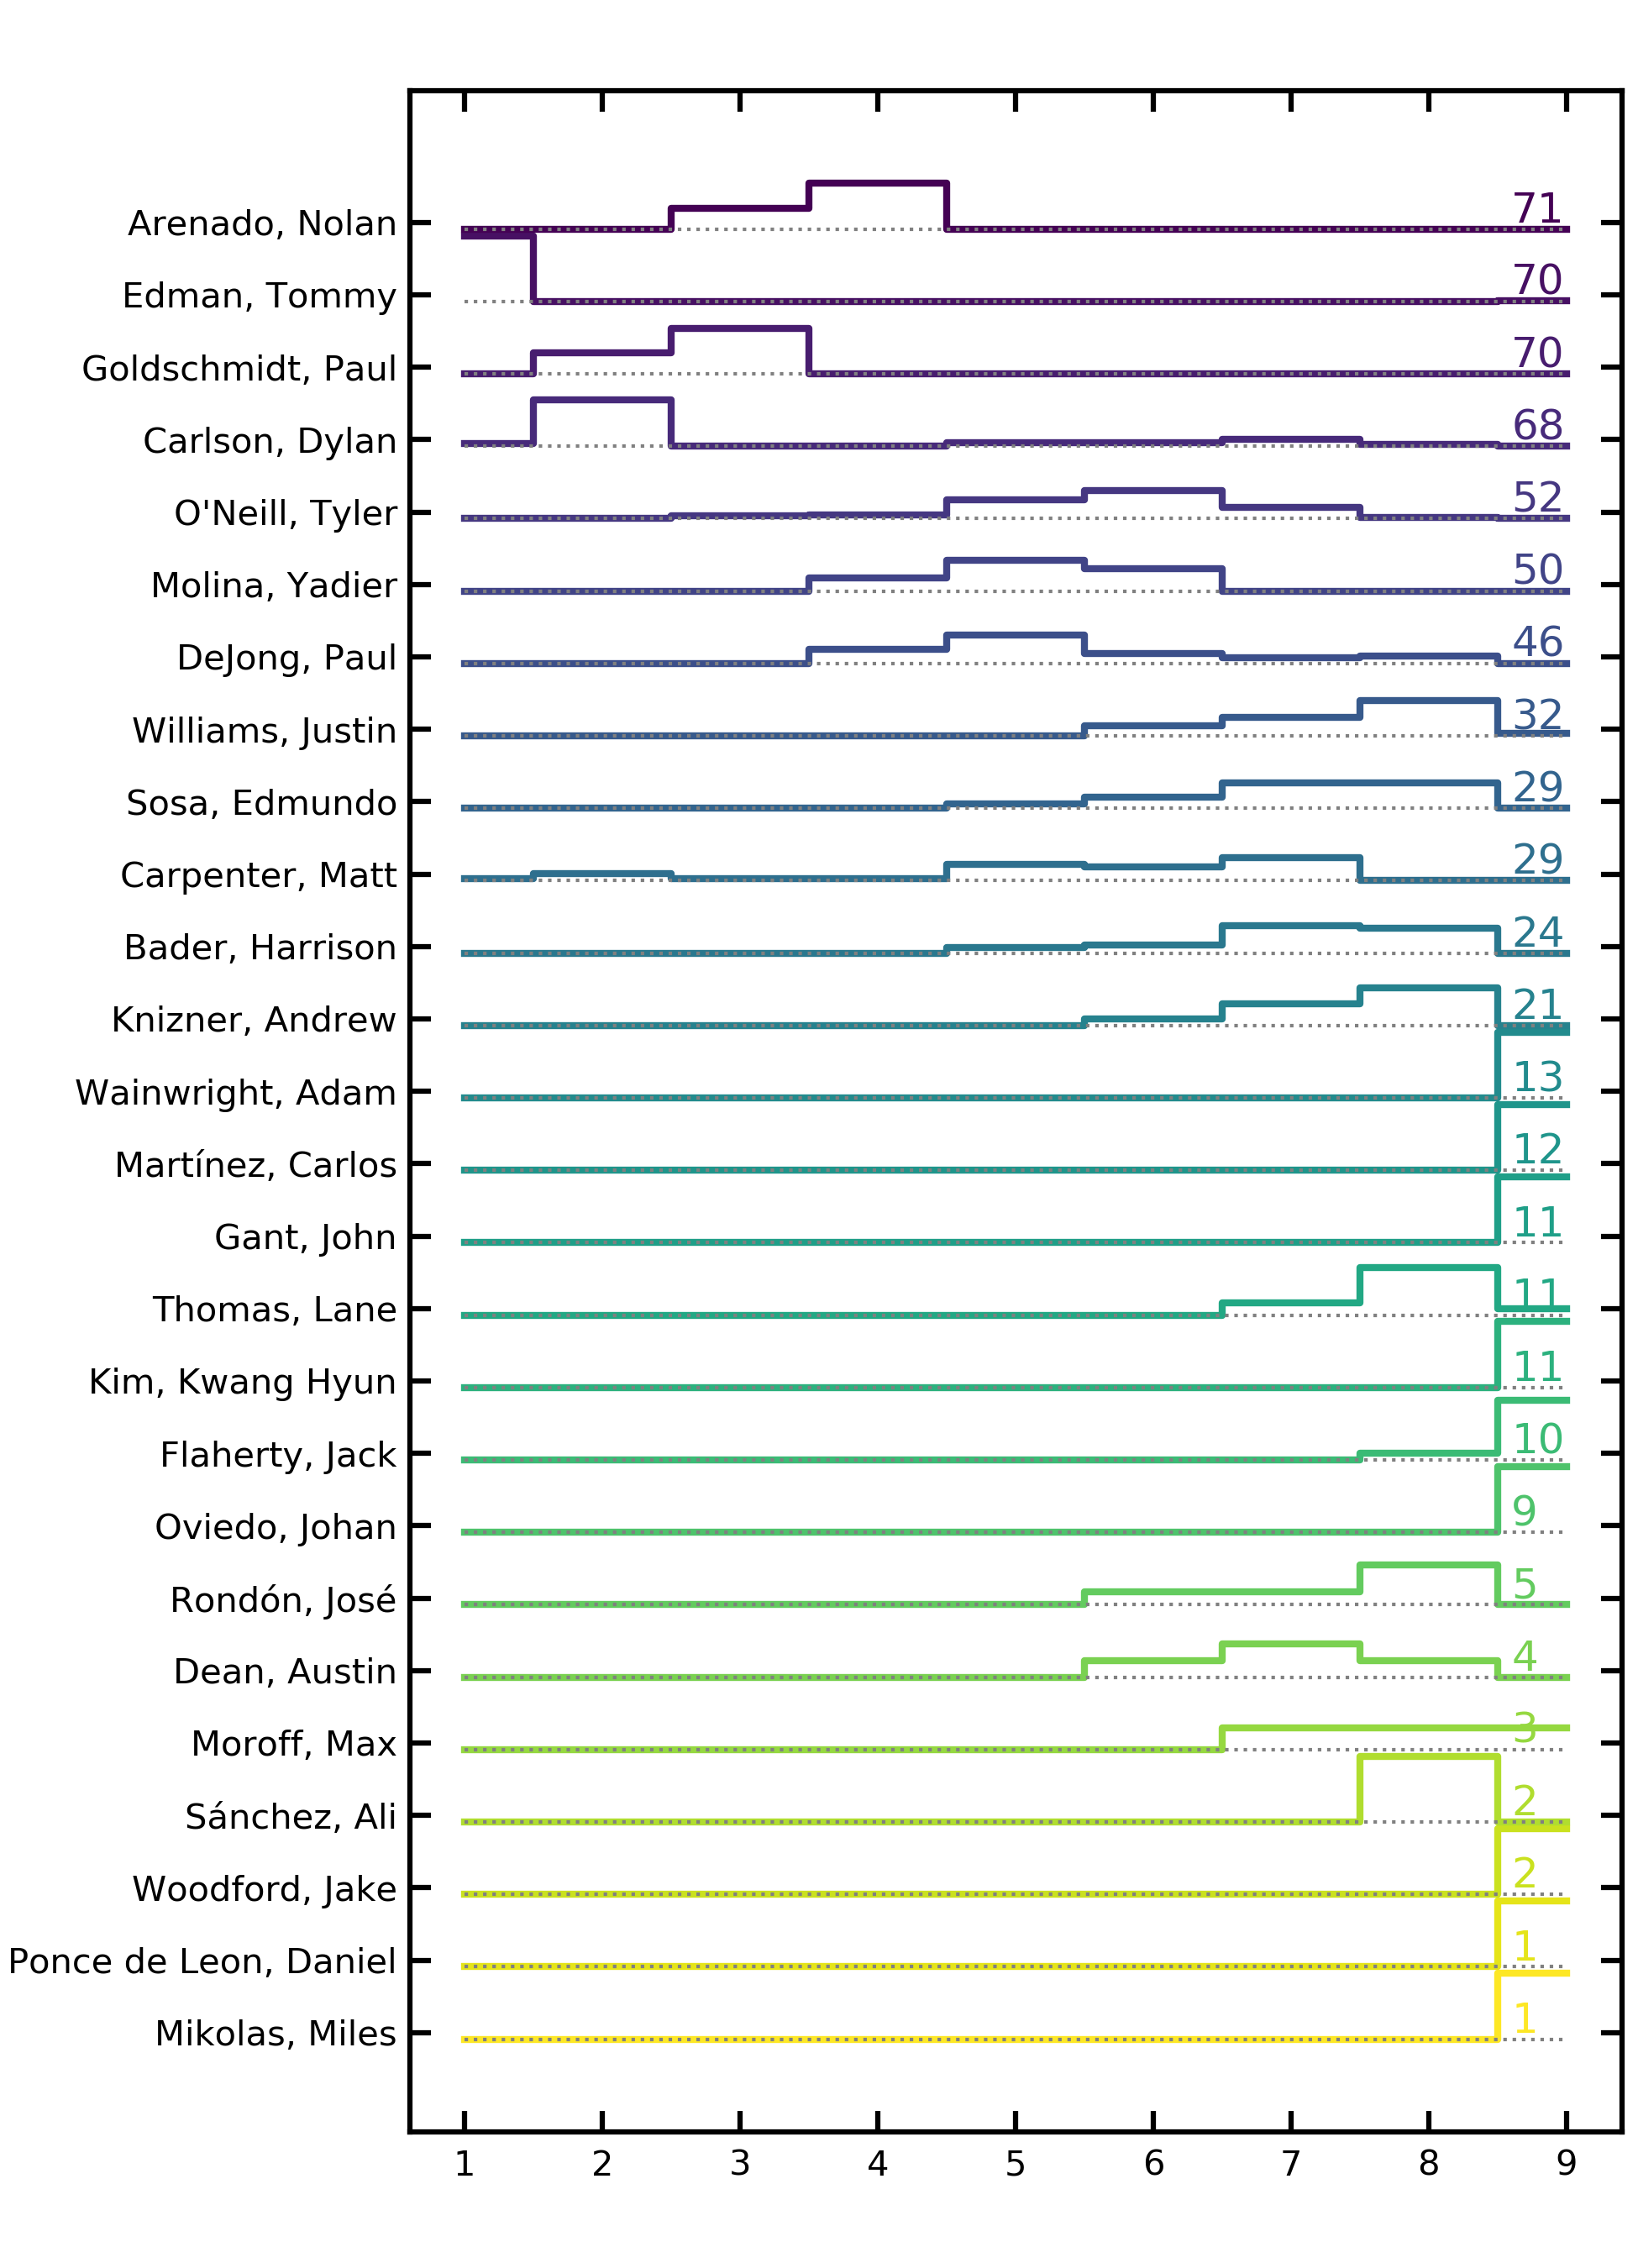 Arenado, Nolan 71
Edman, Tommy 70
Goldschmidt, Paul 70
Carlson, Dylan 68
O'Neill, Tyler 52
Molina, Yadier 50
DeJong, Paul 46
Williams, Justin 32
Sosa, Edmundo 29
Carpenter, Matt 29
Bader, Harrison 24
Knizner, Andrew 21
Wainwright, Adam 13
Martínez, Carlos 12
Gant, John 11
Thomas, Lane 11
Kim, Kwang Hyun 11
Flaherty, Jack 10
Oviedo, Johan 9
Rondón, José 5
Dean, Austin 4
Moroff, Max 3
Sánchez, Ali 2
Woodford, Jake 2
Ponce de Leon, Daniel 1
Mikolas, Miles 1
1 2 3 4 5 6 7 8 9